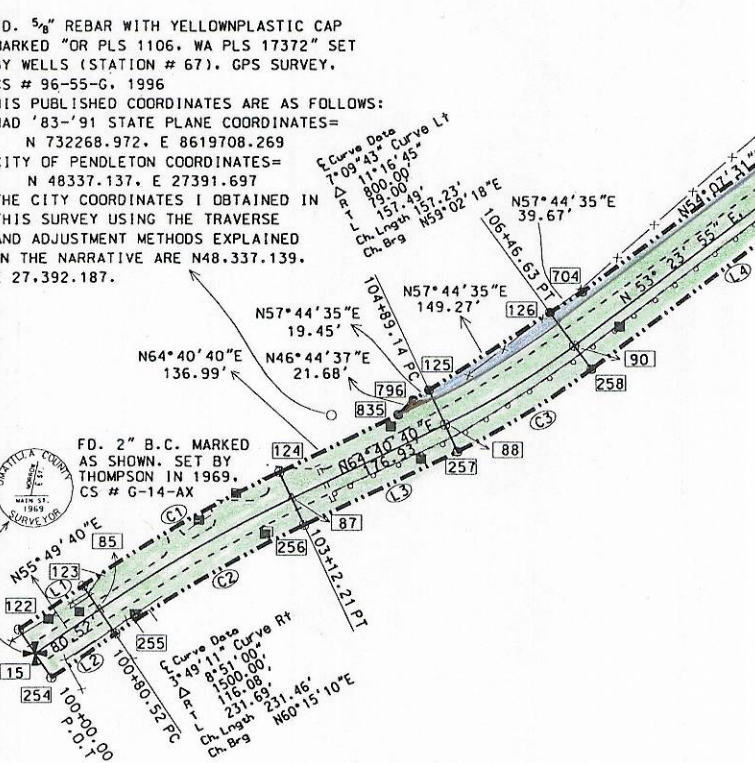 D. 5/8" REBAR WITH YELLOWPLASTIC CAP
ARKED "OR PLS 1106. WA PLS 17372" SET
Y WELLS (STATION # 67). GPS SURVEY.
S # 96-55-G. 1996
IS PUBLISHED COORDINATES ARE AS FOLLOWS:
AD '83-'91 STATE PLANE COORDINATES=
N 732268.972. E 8619708.269
ITY OF PENDLETON COORDINATES=
N 48337.137. E 27391.697
HE CITY COORDINATES I OBTAINED IN
HIS SURVEY USING THE TRAVERSE
AND ADJUSTMENT METHODS EXPLAINED
N THE NARRATIVE ARE N48.337.139.
27.392.187.
℄ Curve Data
7°09'43" Curve Lt
△ 11°16'45"
R 800.00'
T 79.00'
L 157.49'
Ch. Lngth 157.23'
Ch. Brg N59°02'18"E
106+46.63 PT
N57°44'35"E
39.67'
704
N54°07'31"
N 53° 23' 55" E
L4
126
104+89.14 PC
N57°44'35"E
149.27'
N57°44'35"E
19.45'
N64°40'40"E
136.99'
N46°44'37"E
21.68'
125
796
835
90
258
C3
88
257
N64°40'40"E
176.93'
L3
124
FD. 2" B.C. MARKED
AS SHOWN. SET BY
THOMPSON IN 1969.
CS # G-14-AX
UMATILLA COUNTY
MAIN ST.
1969
SURVEYOR
C1
87
256
103+12.21 PT
C2
N55°49'40"E
85
123
L1
122
80.52'
255
L2
15
254
100+00.00
P.O.T
100+80.52 PC
℄ Curve Data
3°49'11" Curve Rt
△ 8°51'00"
R 1500.00'
T 116.08'
L 231.69'
Ch. Lngth 231.46'
Ch. Brg N60°15'10"E